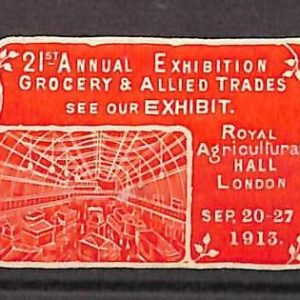 21ST ANNUAL EXHIBITION
GROCERY & ALLIED TRADES
SEE OUR EXHIBIT.
ROYAL
Agricultural
HALL
LONDON
SEP. 20-27
1913.